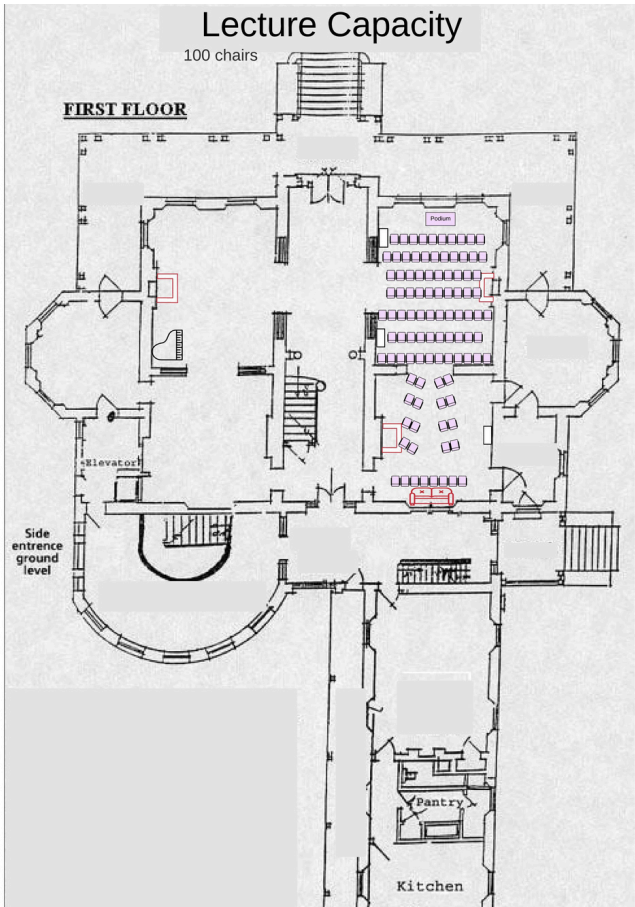 Lecture Capacity
100 chairs
FIRST FLOOR
Podium
Elevator
Side
entrence
ground
level
Pantry
Kitchen